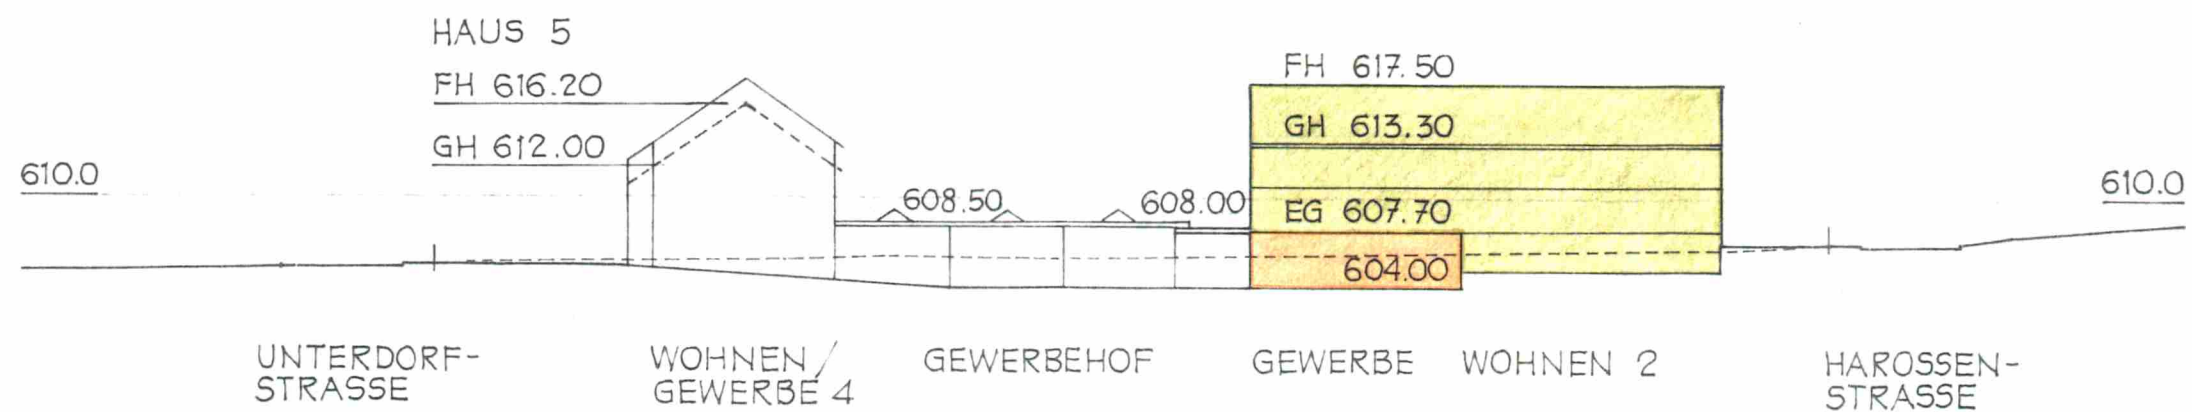 HAUS 5
FH 616.20
GH 612.00
610.0
608.50
608.00
FH 617.50
GH 613.30
EG 607.70
604.00
610.0
UNTERDORF-
STRASSE
WOHNEN /
GEWERBE 4
GEWERBEHOF
GEWERBE
WOHNEN 2
HAROSSEN-
STRASSE